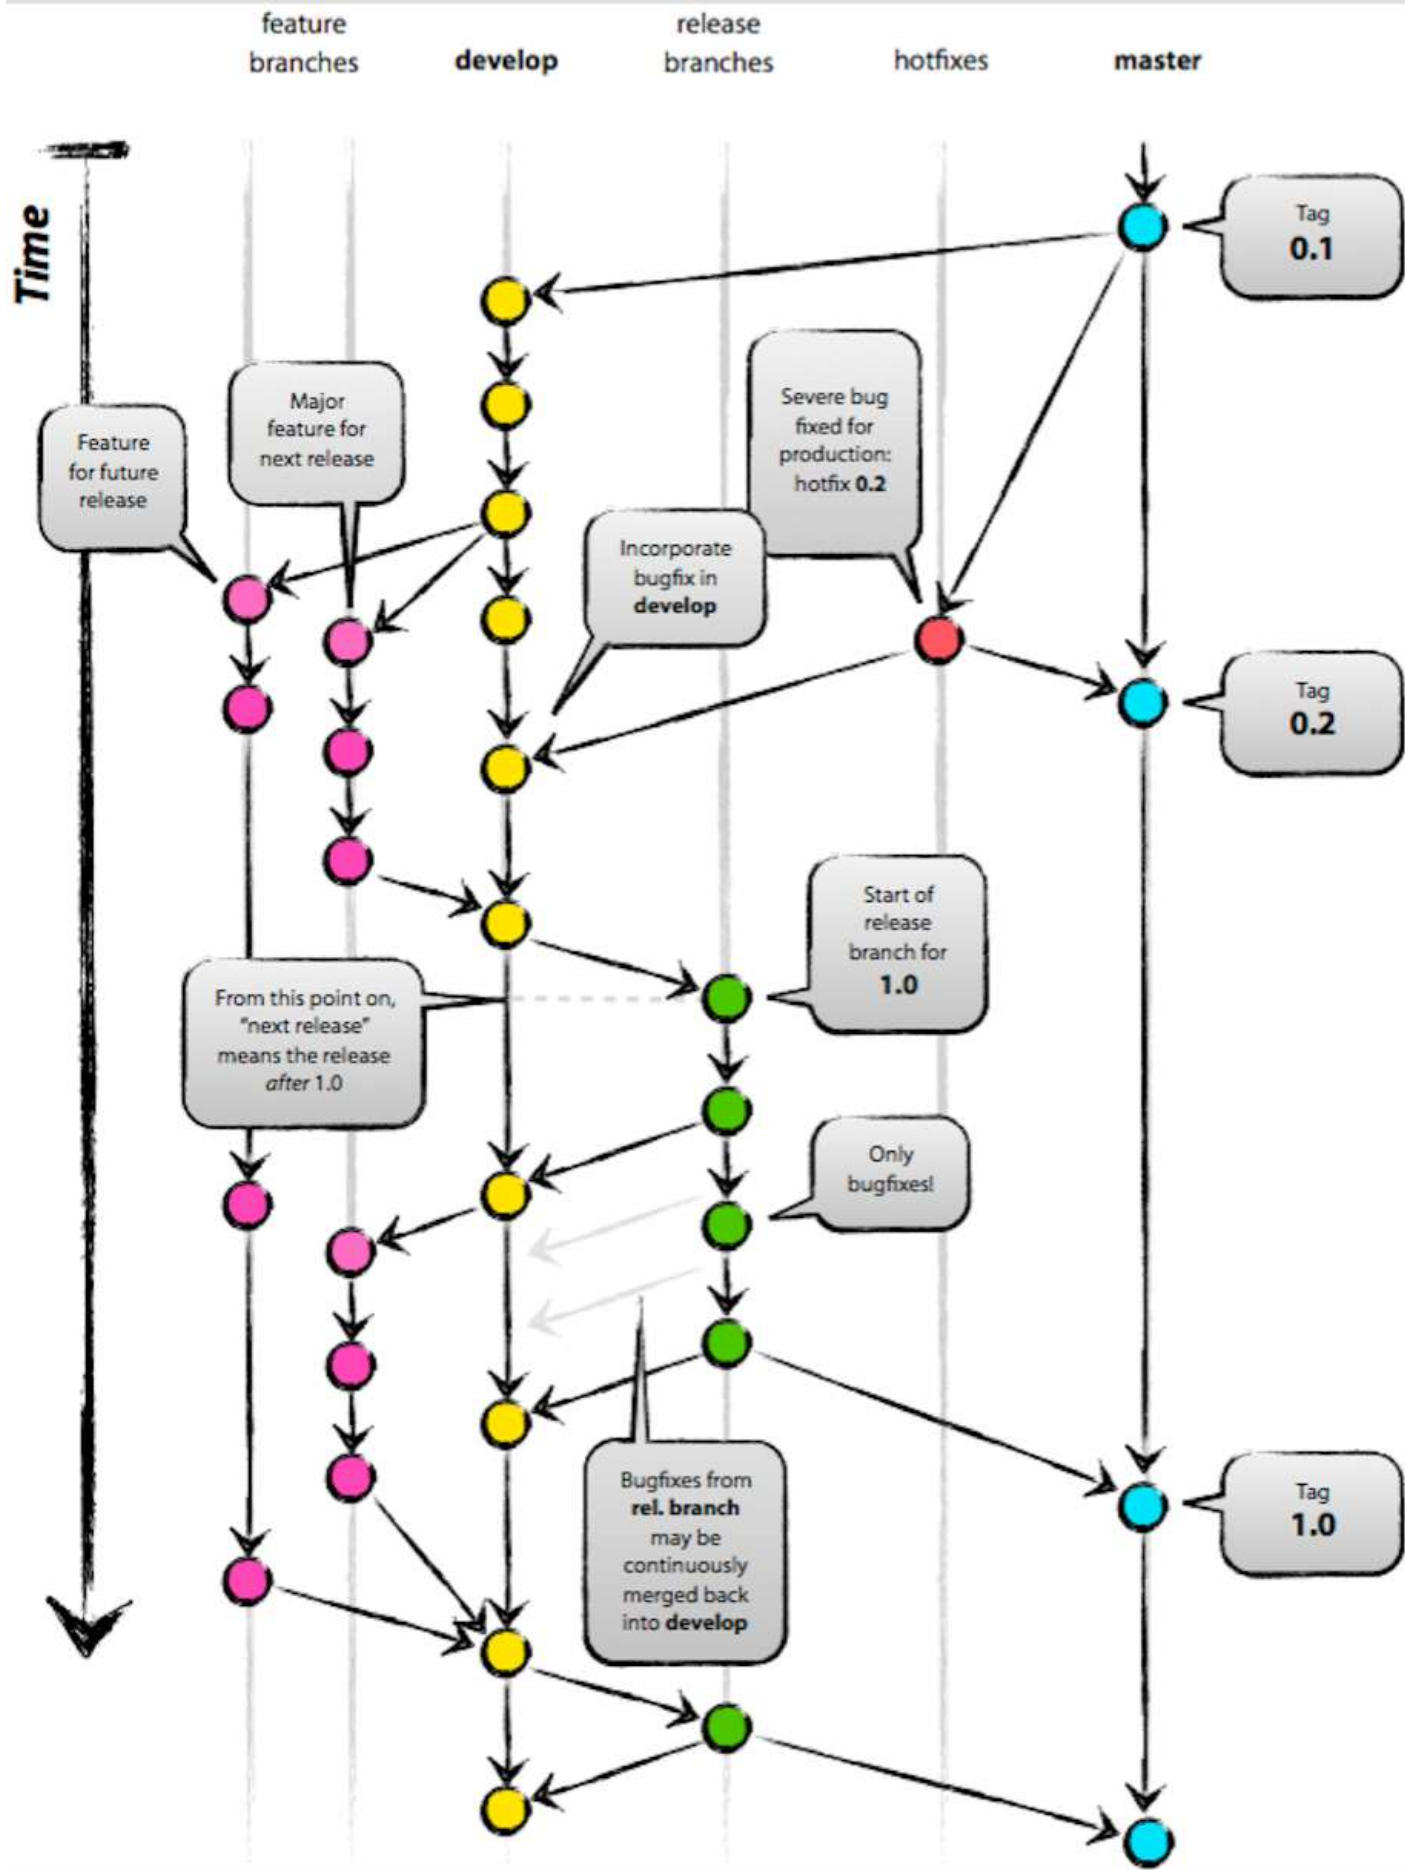 feature
branches
develop
release
branches
hotfixes
master
Time
Tag
0.1
Major
feature for
next release
Feature
for future
release
Severe bug
fixed for
production:
hotfix 0.2
Incorporate
bugfix in
develop
Tag
0.2
Start of
release
branch for
1.0
From this point on,
"next release"
means the release
after 1.0
Only
bugfixes!
Bugfixes from
rel. branch
may be
continuously
merged back
into develop
Tag
1.0